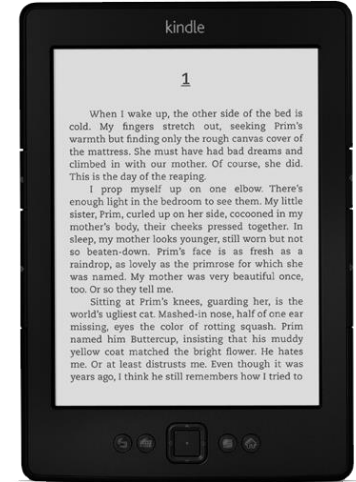 kindle
1
When I wake up, the other side of the bed is
cold. My fingers stretch out, seeking Prim's
warmth but finding only the rough canvas cover of
the mattress. She must have had bad dreams and
climbed in with our mother. Of course, she did.
This is the day of the reaping.
I prop myself up on one elbow. There's
enough light in the bedroom to see them. My little
sister, Prim, curled up on her side, cocooned in my
mother's body, their cheeks pressed together. In
sleep, my mother looks younger, still worn but not
so beaten-down. Prim's face is as fresh as a
raindrop, as lovely as the primrose for which she
was named. My mother was very beautiful once,
too. Or so they tell me.
Sitting at Prim's knees, guarding her, is the
world's ugliest cat. Mashed-in nose, half of one ear
missing, eyes the color of rotting squash. Prim
named him Buttercup, insisting that his muddy
yellow coat matched the bright flower. He hates
me. Or at least distrusts me. Even though it was
years ago, I think he still remembers how I tried to